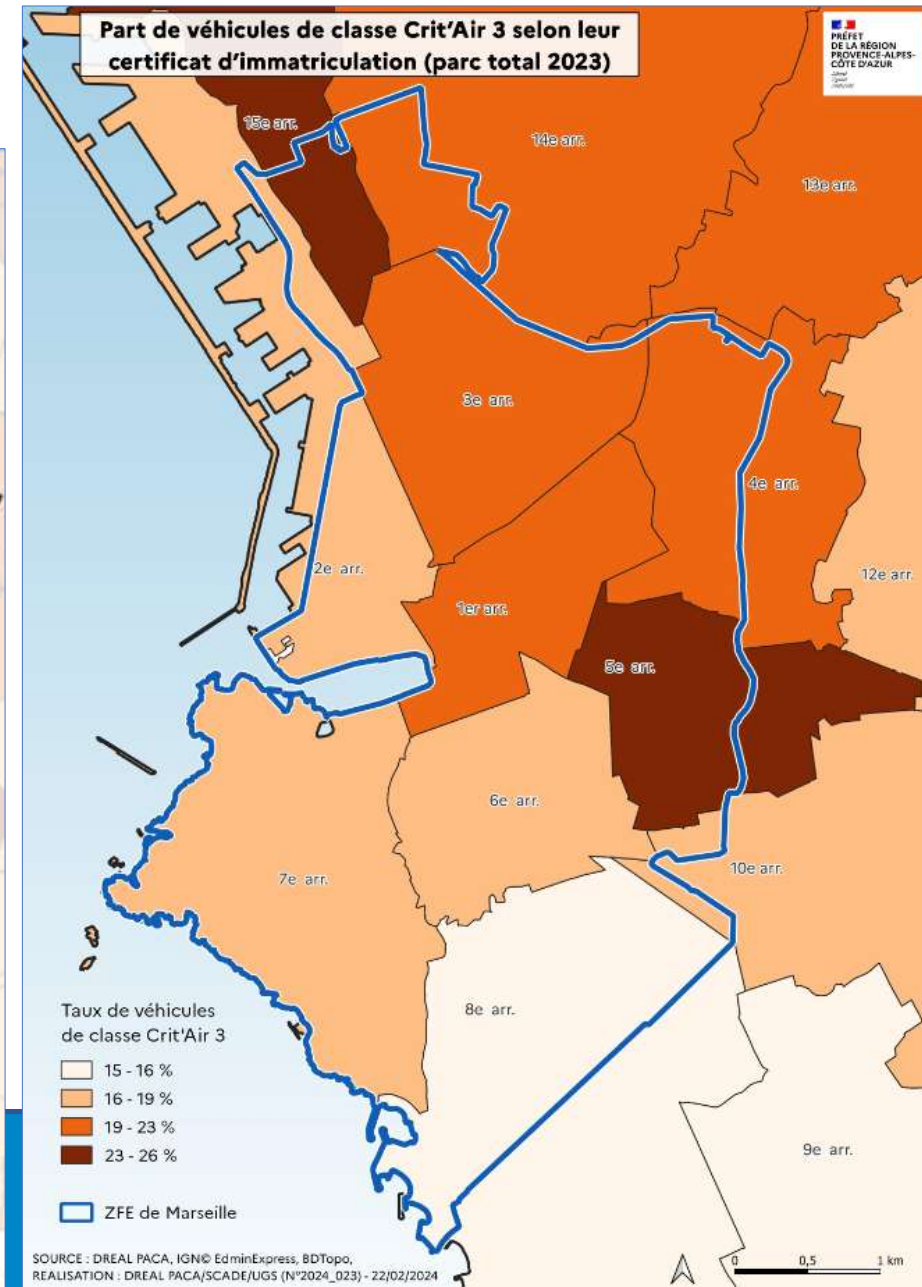 Part de véhicules de classe Crit'Air 3 selon leur
certificat d'immatriculation (parc total 2023)
PRÉFET
DE LA RÉGION
PROVENCE-ALPES-
CÔTE D'AZUR
15e arr.
14e arr.
13e arr.
3e arr.
4e arr.
2e arr.
12e arr.
1er arr.
5e arr.
6e arr.
7e arr.
10e arr.
8e arr.
9e arr.
Taux de véhicules
de classe Crit'Air 3
15 - 16 %
16 - 19 %
19 - 23 %
23 - 26 %
ZFE de Marseille
0 0,5 1 km
SOURCE : DREAL PACA, IGN© EdminExpress, BDTopo,
REALISATION : DREAL PACA/SCADE/UGS (N°2024_023) - 22/02/2024